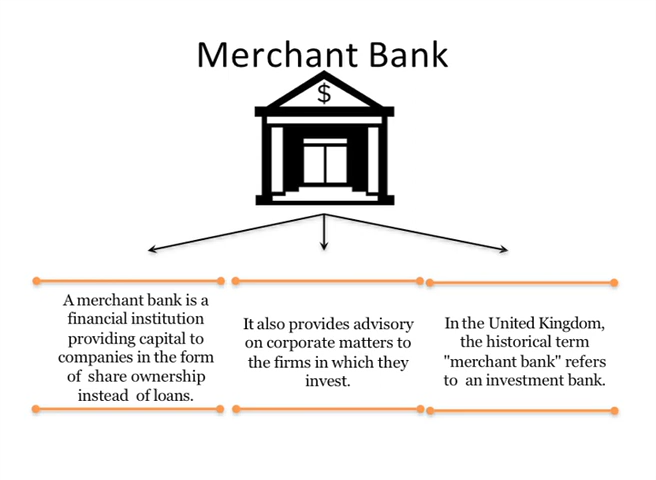 Merchant Bank
$
A merchant bank is a
financial institution
providing capital to
companies in the form
of share ownership
instead of loans.
It also provides advisory
on corporate matters to
the firms in which they
invest.
In the United Kingdom,
the historical term
"merchant bank" refers
to an investment bank.